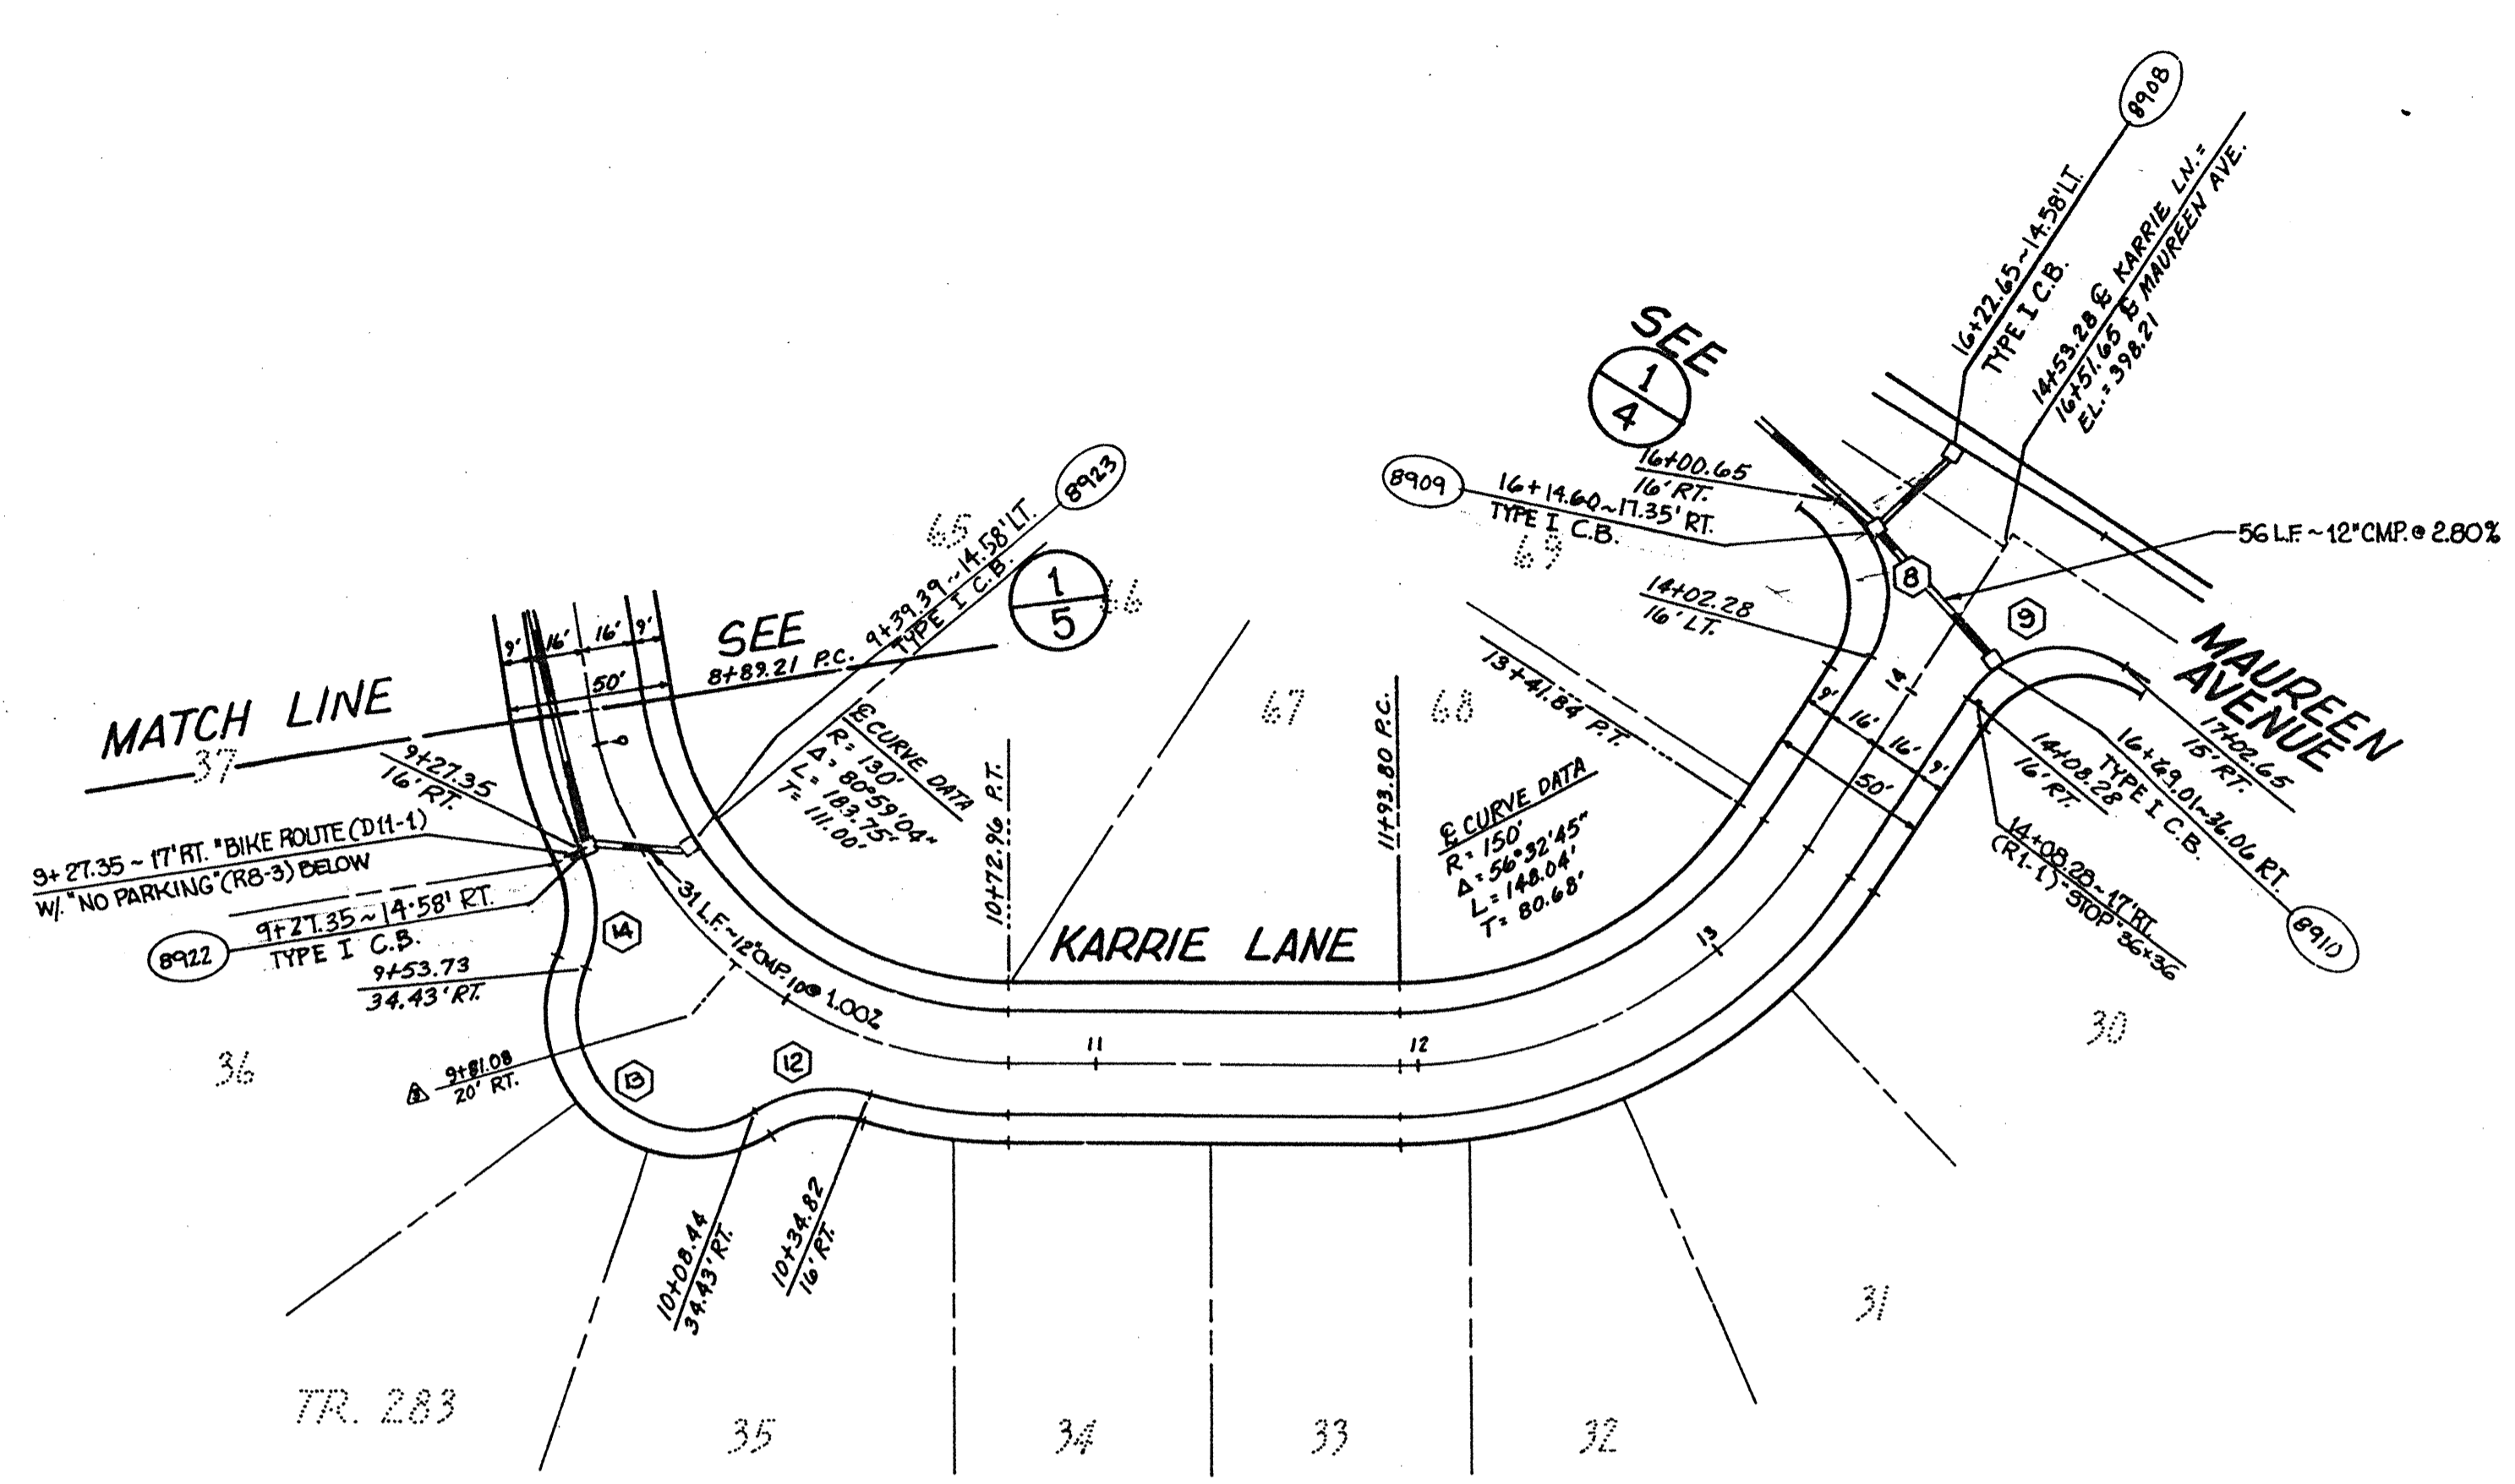 8908
16+22.65~14.58' LT.
TYPE I C.B.
14+53.28 ℄ KARRIE LN.=
16+51.65 ℄ MAUREEN AVE.
EL.=398.21
SEE
1
4
8909
16+14.60~17.35' RT.
TYPE I C.B.
16+00.65
16' RT.
69
56 L.F.~12" CMP. @ 2.80%
8
9
14+02.28
16' LT.
MAUREEN
AVENUE
17+02.65
15' RT.
16+69.01~36.06 RT.
TYPE I C.B.
8910
14+08.28
16' RT.
14+08.28~17' RT.
(R1-1) "STOP" 36x36
8923
9+39.39~14.58' LT.
TYPE I C.B.
65
66
SEE
1
5
8+89.21 P.C.
9'
16'
16'
9'
50'
MATCH LINE
37
9+27.35
16' RT.
9+27.35~17' RT. "BIKE ROUTE (D11-1)
W/. "NO PARKING" (R8-3) BELOW
8922
9+27.35~14.58' RT.
TYPE I C.B.
9+53.73
34.43' RT.
14
℄ CURVE DATA
R= 130'
Δ= 80°59'04"
L= 183.75'
T= 111.02'
31 L.F.~12" CMP. @ 1.00%
10
10+72.96 P.T.
67
11+93.80 P.C.
68
13+41.84 P.T.
℄ CURVE DATA
R= 150'
Δ= 56°32'45"
L= 148.04'
T= 80.68'
9'
16'
16'
9'
50'
14
13
KARRIE LANE
11
12
36
9+81.08
20' RT.
13
12
10+08.44
34.43' RT.
10+34.82
16' RT.
30
31
TR. 283
35
34
33
32